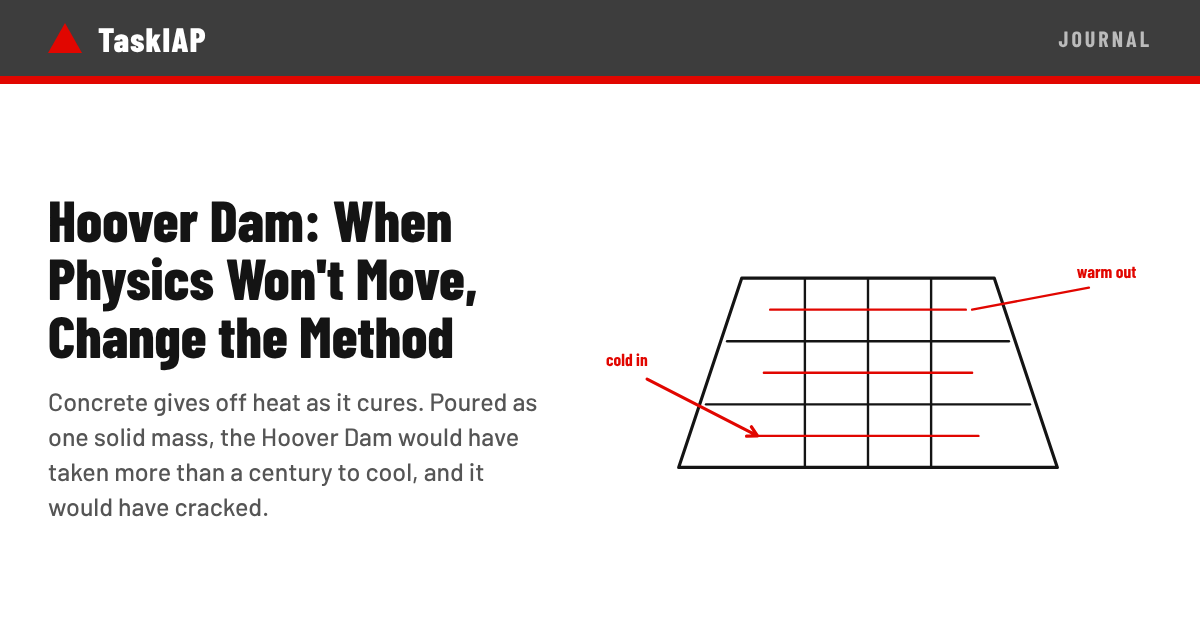 TaskIAP
JOURNAL
Hoover Dam: When
Physics Won't Move,
Change the Method
Concrete gives off heat as it cures. Poured as
one solid mass, the Hoover Dam would have
taken more than a century to cool, and it
would have cracked.
warm out
cold in